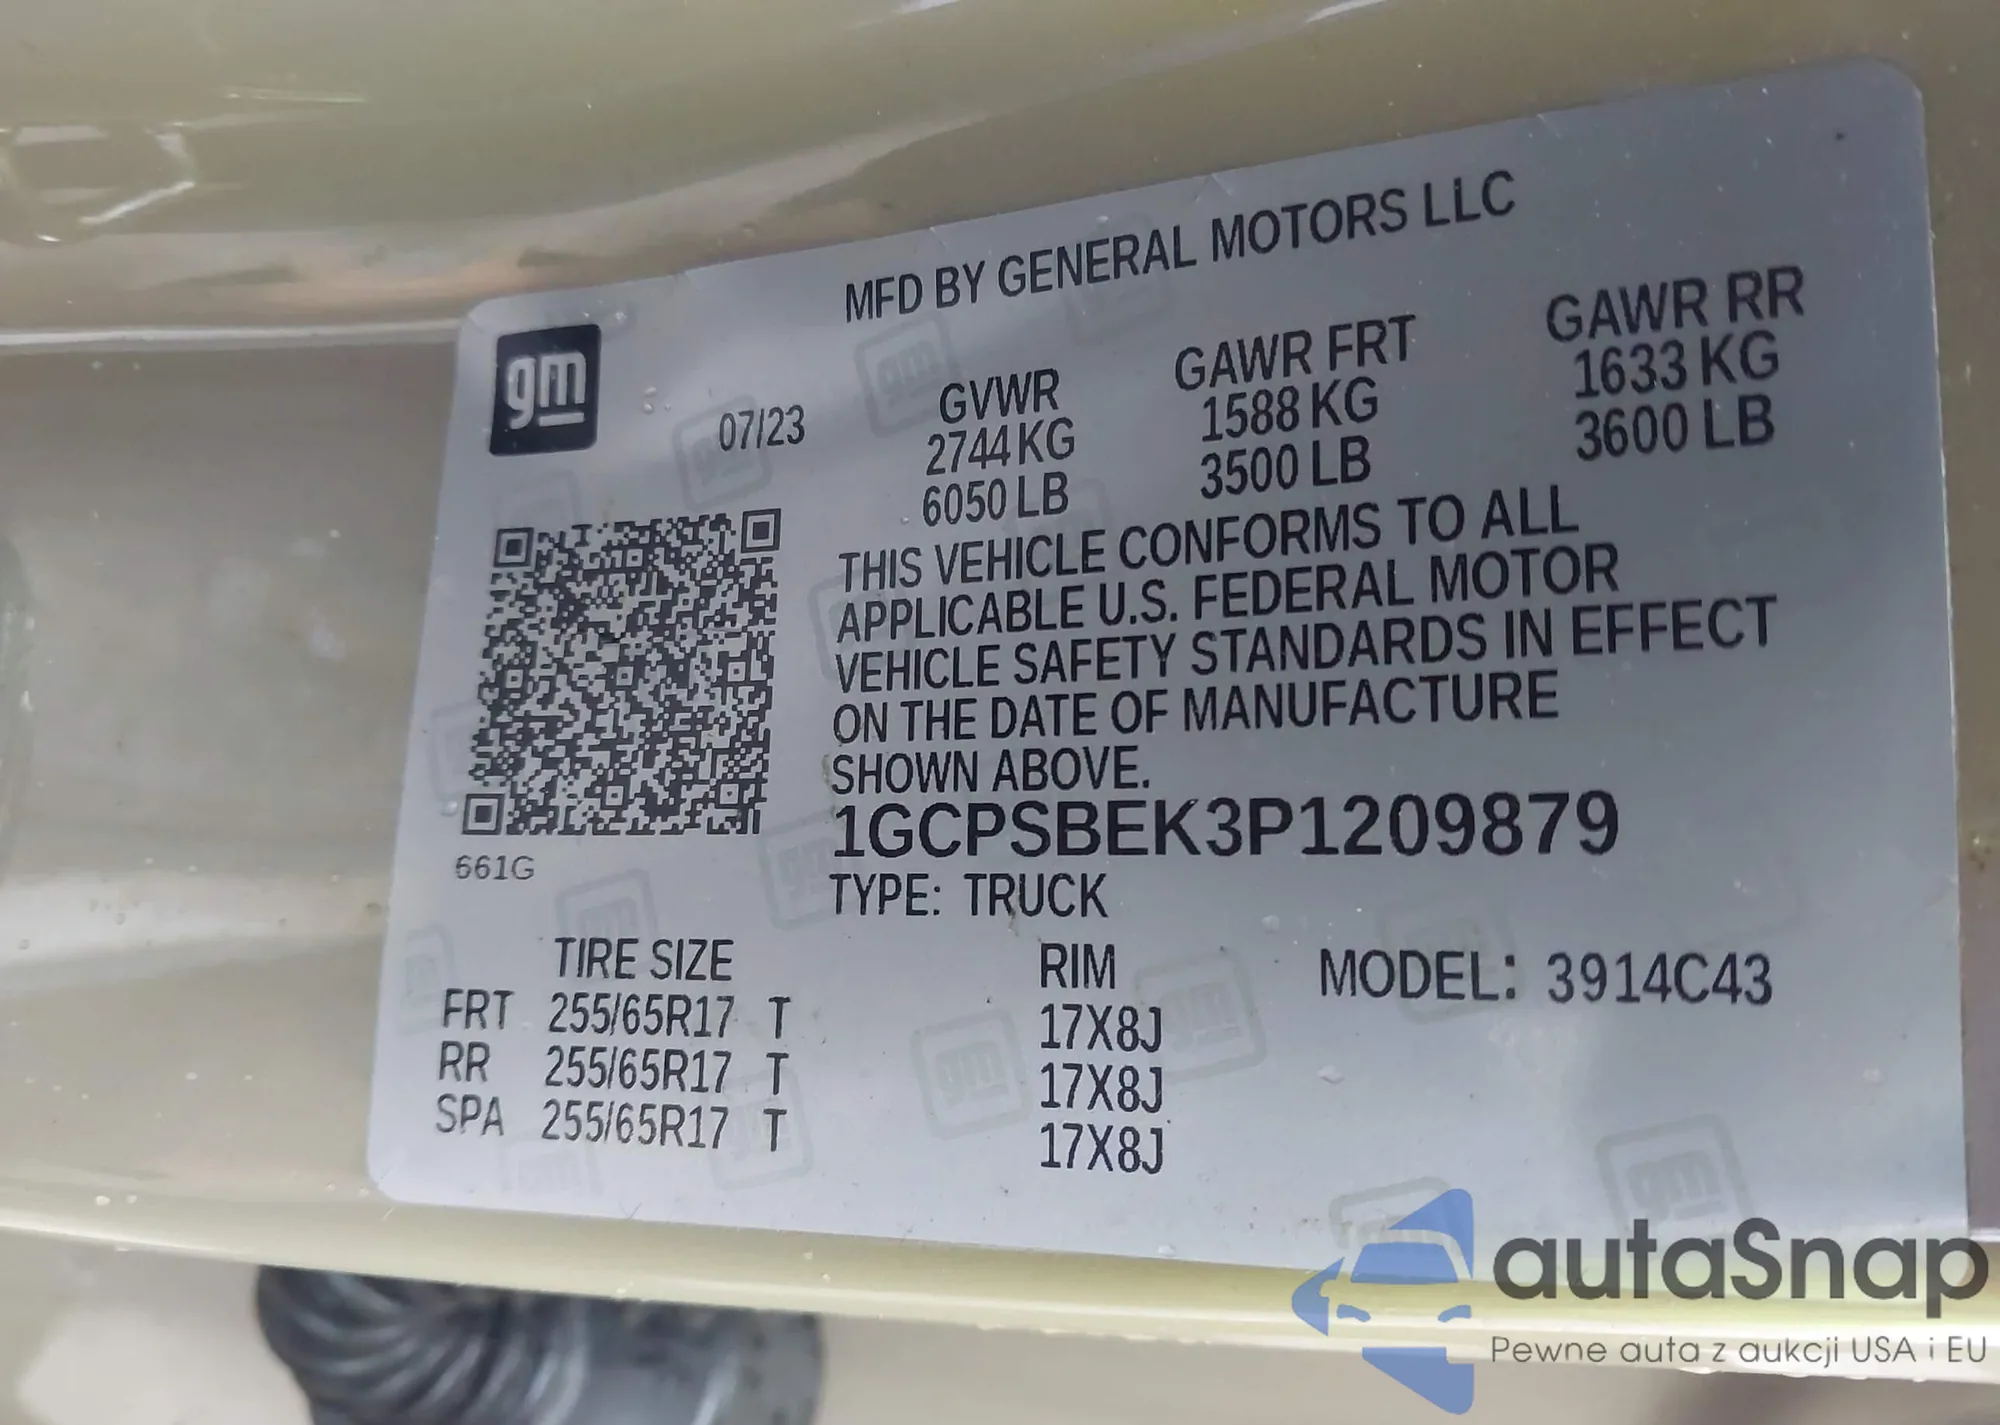 MFD BY GENERAL MOTORS LLC
gm
07/23
GVWR GAWR FRT GAWR RR
2744 KG 1588 KG 1633 KG
6050 LB 3500 LB 3600 LB
THIS VEHICLE CONFORMS TO ALL
APPLICABLE U.S. FEDERAL MOTOR
VEHICLE SAFETY STANDARDS IN EFFECT
ON THE DATE OF MANUFACTURE
SHOWN ABOVE.
1GCPSBEK3P1209879
661G
TYPE: TRUCK
TIRE SIZE RIM MODEL: 3914C43
FRT 255/65R17 T 17X8J
RR 255/65R17 T 17X8J
SPA 255/65R17 T 17X8J
autaSnap
Pewne auta z aukcji USA i EU